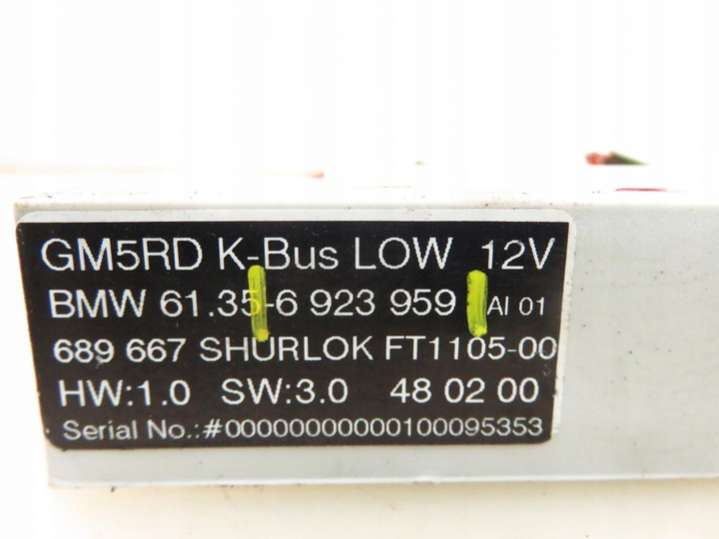 GM5RD K-Bus LOW 12V
BMW 61.35-6 923 959 AI 01
689 667 SHURLOK FT1105-00
HW:1.0 SW:3.0 48 02 00
Serial No.:#00000000000100095353